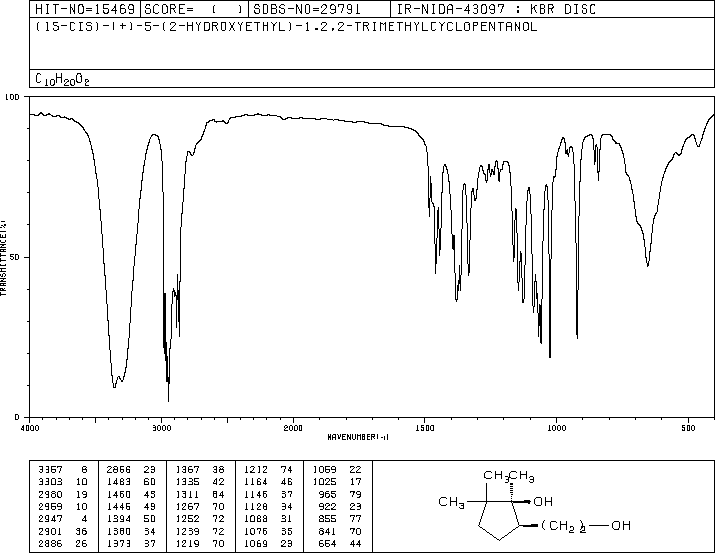 HIT-NO=15469 SCORE= ( ) SDBS-NO=29791 IR-NIDA-43097 : KBR DISC
(1S-CIS)-(+)-5-(2-HYDROXYETHYL)-1,2,2-TRIMETHYLCYCLOPENTANOL
C10H20O2
100
50
0
TRANSMITTANCE(%)
4000 3000 2000 1500 1000 500
WAVENUMBER(-1)
3357 8 2866 23 1367 38 1212 74 1059 22
3303 10 1483 60 1335 42 1164 46 1025 17
2980 19 1460 43 1311 64 1146 37 965 79
2969 10 1446 49 1267 70 1128 34 922 23
2947 4 1394 50 1252 72 1088 31 855 77
2901 36 1380 34 1239 72 1076 35 841 70
2886 26 1373 37 1219 70 1069 29 654 44
CH3 CH3
CH3 OH
(CH2)2 OH